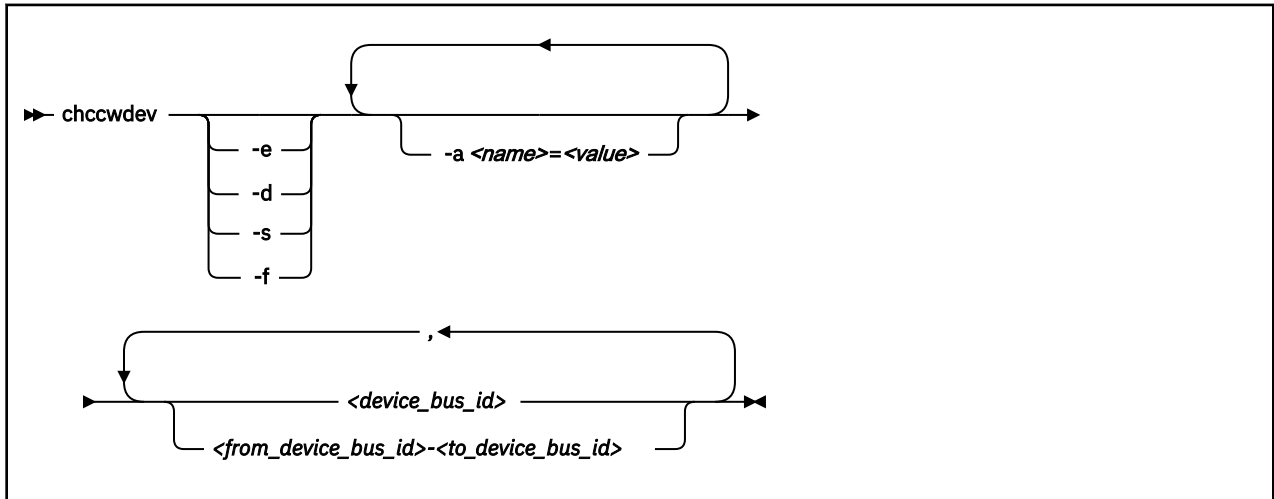 chccwdev
-e
-d
-s
-f
-a <name>=<value>
,
<device_bus_id>
<from_device_bus_id>-<to_device_bus_id>